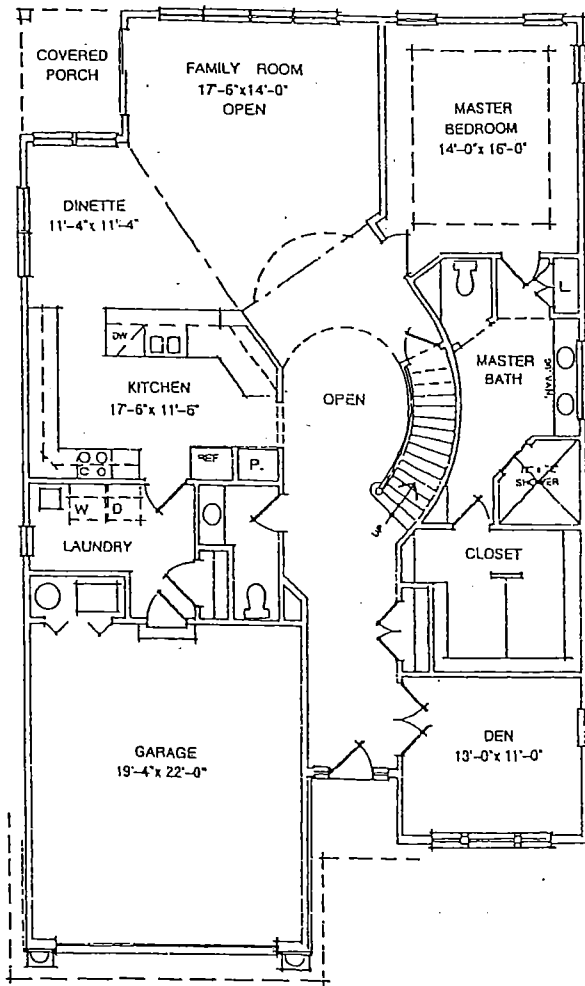 COVERED
PORCH
FAMILY ROOM
17'-6"x14'-0"
OPEN
MASTER
BEDROOM
14'-0"x 16'-0"
DINETTE
11'-4"x 11'-4"
L
DW
KITCHEN
17'-6"x 11'-6"
OPEN
MASTER
BATH
VAN.
REF
P.
SHOWER
W
D
LAUNDRY
CLOSET
GARAGE
19'-4"x 22'-0"
DEN
13'-0"x 11'-0"